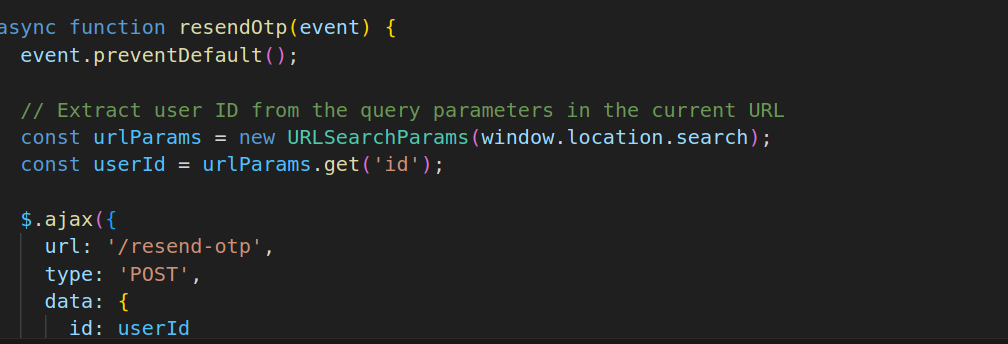 async function resendOtp(event) {
event.preventDefault();
// Extract user ID from the query parameters in the current URL
const urlParams = new URLSearchParams(window.location.search);
const userId = urlParams.get('id');
$.ajax({
url: '/resend-otp',
type: 'POST',
data: {
id: userId